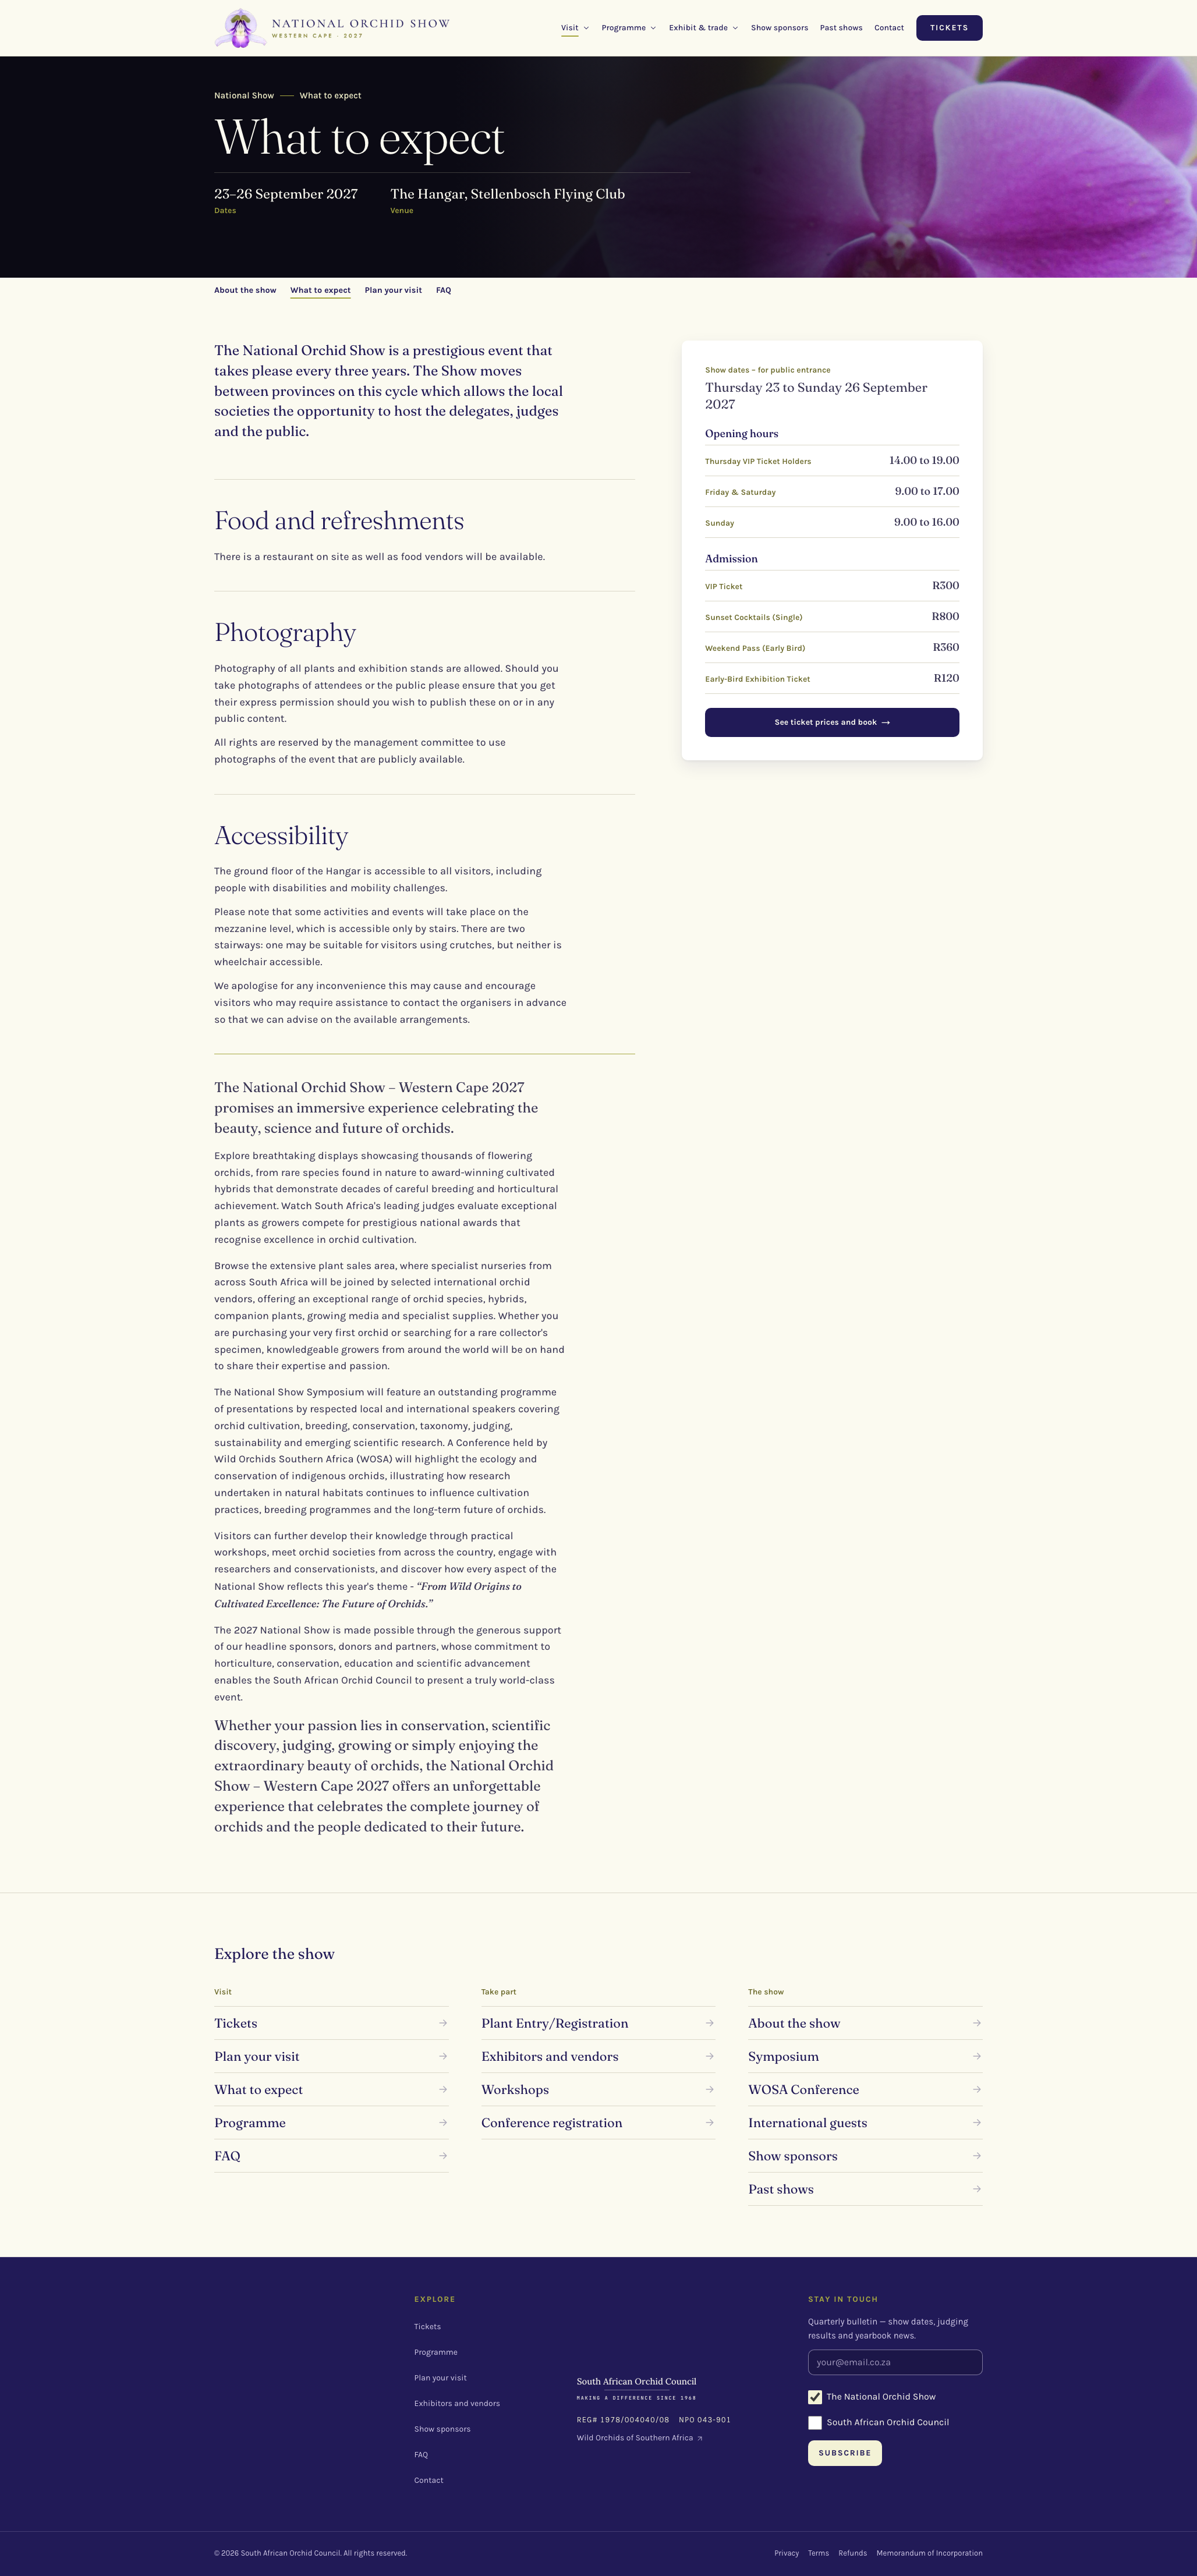 NATIONAL ORCHID SHOW
WESTERN CAPE · 2027
Visit
Programme
Exhibit & trade
Show sponsors
Past shows
Contact
TICKETS
National Show — What to expect
What to expect
23–26 September 2027
Dates
The Hangar, Stellenbosch Flying Club
Venue
About the show
What to expect
Plan your visit
FAQ
The National Orchid Show is a prestigious event that
takes please every three years. The Show moves
between provinces on this cycle which allows the local
societies the opportunity to host the delegates, judges
and the public.
Food and refreshments
There is a restaurant on site as well as food vendors will be available.
Photography
Photography of all plants and exhibition stands are allowed. Should you
take photographs of attendees or the public please ensure that you get
their express permission should you wish to publish these on or in any
public content.
All rights are reserved by the management committee to use
photographs of the event that are publicly available.
Accessibility
The ground floor of the Hangar is accessible to all visitors, including
people with disabilities and mobility challenges.
Please note that some activities and events will take place on the
mezzanine level, which is accessible only by stairs. There are two
stairways: one may be suitable for visitors using crutches, but neither is
wheelchair accessible.
We apologise for any inconvenience this may cause and encourage
visitors who may require assistance to contact the organisers in advance
so that we can advise on the available arrangements.
The National Orchid Show – Western Cape 2027
promises an immersive experience celebrating the
beauty, science and future of orchids.
Explore breathtaking displays showcasing thousands of flowering
orchids, from rare species found in nature to award-winning cultivated
hybrids that demonstrate decades of careful breeding and horticultural
achievement. Watch South Africa's leading judges evaluate exceptional
plants as growers compete for prestigious national awards that
recognise excellence in orchid cultivation.
Browse the extensive plant sales area, where specialist nurseries from
across South Africa will be joined by selected international orchid
vendors, offering an exceptional range of orchid species, hybrids,
companion plants, growing media and specialist supplies. Whether you
are purchasing your very first orchid or searching for a rare collector's
specimen, knowledgeable growers from around the world will be on hand
to share their expertise and passion.
The National Show Symposium will feature an outstanding programme
of presentations by respected local and international speakers covering
orchid cultivation, breeding, conservation, taxonomy, judging,
sustainability and emerging scientific research. A Conference held by
Wild Orchids Southern Africa (WOSA) will highlight the ecology and
conservation of indigenous orchids, illustrating how research
undertaken in natural habitats continues to influence cultivation
practices, breeding programmes and the long-term future of orchids.
Visitors can further develop their knowledge through practical
workshops, meet orchid societies from across the country, engage with
researchers and conservationists, and discover how every aspect of the
National Show reflects this year's theme - “From Wild Origins to
Cultivated Excellence: The Future of Orchids.”
The 2027 National Show is made possible through the generous support
of our headline sponsors, donors and partners, whose commitment to
horticulture, conservation, education and scientific advancement
enables the South African Orchid Council to present a truly world-class
event.
Whether your passion lies in conservation, scientific
discovery, judging, growing or simply enjoying the
extraordinary beauty of orchids, the National Orchid
Show – Western Cape 2027 offers an unforgettable
experience that celebrates the complete journey of
orchids and the people dedicated to their future.
Show dates – for public entrance
Thursday 23 to Sunday 26 September
2027
Opening hours
Thursday VIP Ticket Holders 14.00 to 19.00
Friday & Saturday 9.00 to 17.00
Sunday 9.00 to 16.00
Admission
VIP Ticket R300
Sunset Cocktails (Single) R800
Weekend Pass (Early Bird) R360
Early-Bird Exhibition Ticket R120
See ticket prices and book →
Explore the show
Visit
Tickets →
Plan your visit →
What to expect →
Programme →
FAQ →
Take part
Plant Entry/Registration →
Exhibitors and vendors →
Workshops →
Conference registration →
The show
About the show →
Symposium →
WOSA Conference →
International guests →
Show sponsors →
Past shows →
EXPLORE
Tickets
Programme
Plan your visit
Exhibitors and vendors
Show sponsors
FAQ
Contact
South African Orchid Council
MAKING A DIFFERENCE SINCE 1968
REG# 1978/004040/08 NPO 043-901
Wild Orchids of Southern Africa ↗
STAY IN TOUCH
Quarterly bulletin — show dates, judging
results and yearbook news.
your@email.co.za
The National Orchid Show
South African Orchid Council
SUBSCRIBE
© 2026 South African Orchid Council. All rights reserved.
Privacy Terms Refunds Memorandum of Incorporation